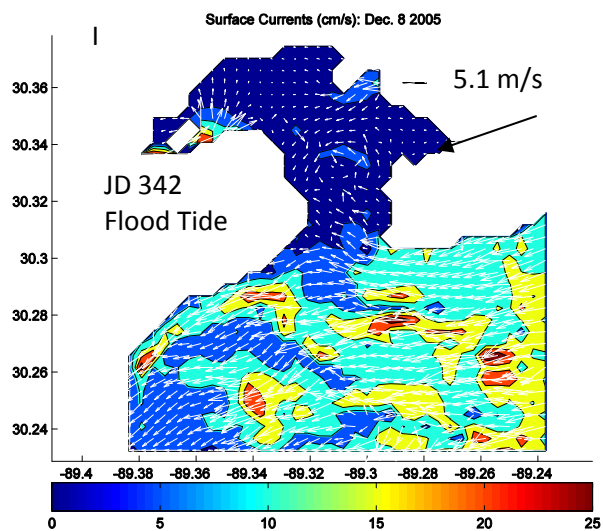 Surface Currents (cm/s): Dec. 8 2005
I
5.1 m/s
JD 342
Flood Tide
30.36
30.34
30.32
30.3
30.28
30.26
30.24
-89.4 -89.38 -89.36 -89.34 -89.32 -89.3 -89.28 -89.26 -89.24
0 5 10 15 20 25